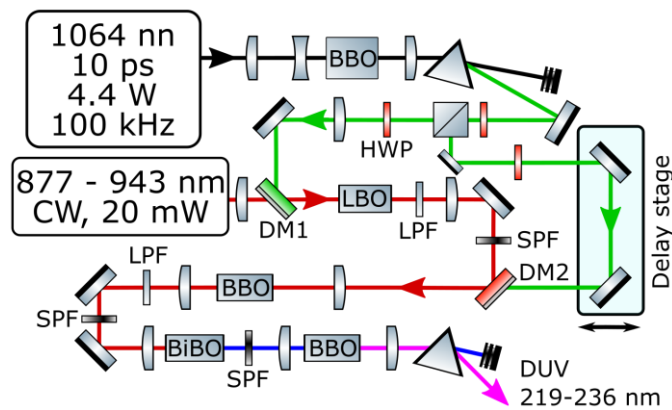 1064 nn
10 ps
4.4 W
100 kHz
BBO
HWP
877 - 943 nm
CW, 20 mW
DM1
LBO
LPF
SPF
DM2
Delay stage
LPF
BBO
SPF
BiBO
SPF
BBO
DUV
219-236 nm